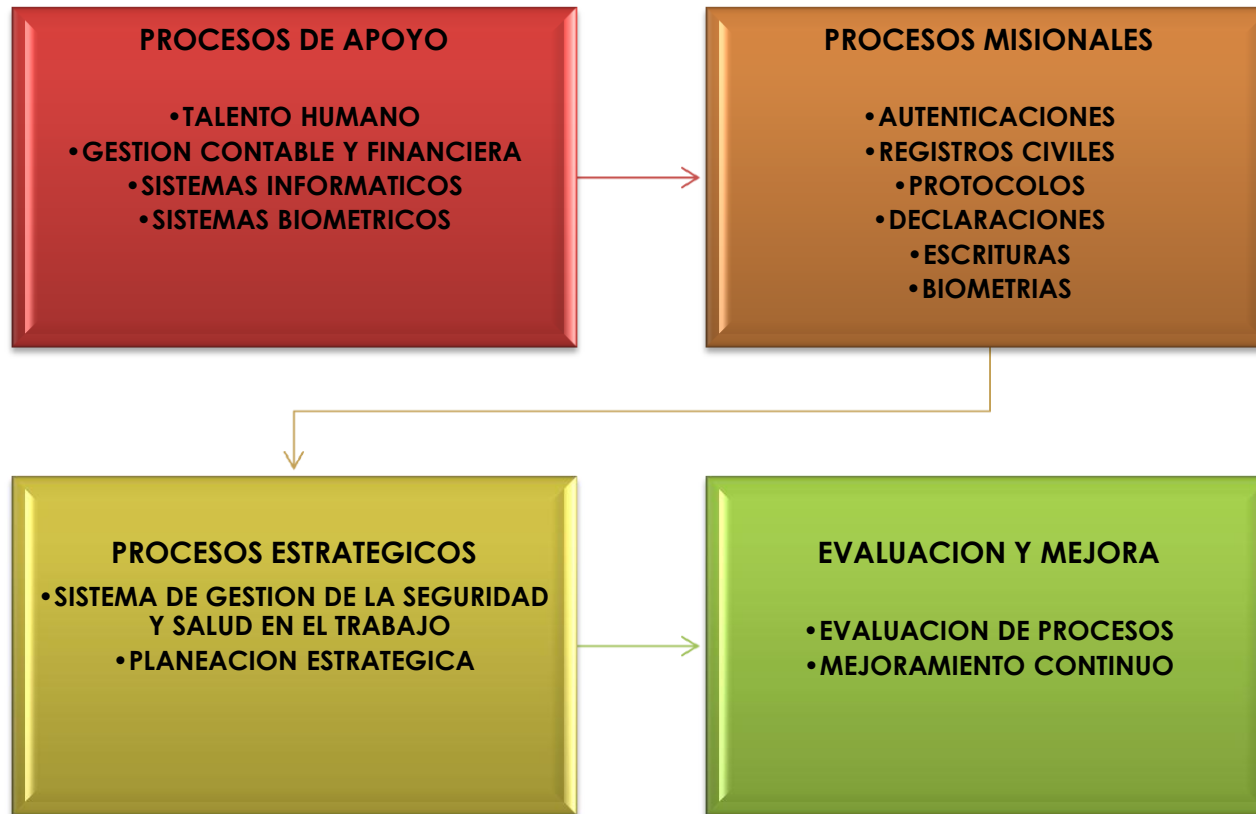 PROCESOS DE APOYO
•TALENTO HUMANO
•GESTION CONTABLE Y FINANCIERA
•SISTEMAS INFORMATICOS
•SISTEMAS BIOMETRICOS
PROCESOS MISIONALES
•AUTENTICACIONES
•REGISTROS CIVILES
•PROTOCOLOS
•DECLARACIONES
•ESCRITURAS
•BIOMETRIAS
PROCESOS ESTRATEGICOS
•SISTEMA DE GESTION DE LA SEGURIDAD
Y SALUD EN EL TRABAJO
•PLANEACION ESTRATEGICA
EVALUACION Y MEJORA
•EVALUACION DE PROCESOS
•MEJORAMIENTO CONTINUO